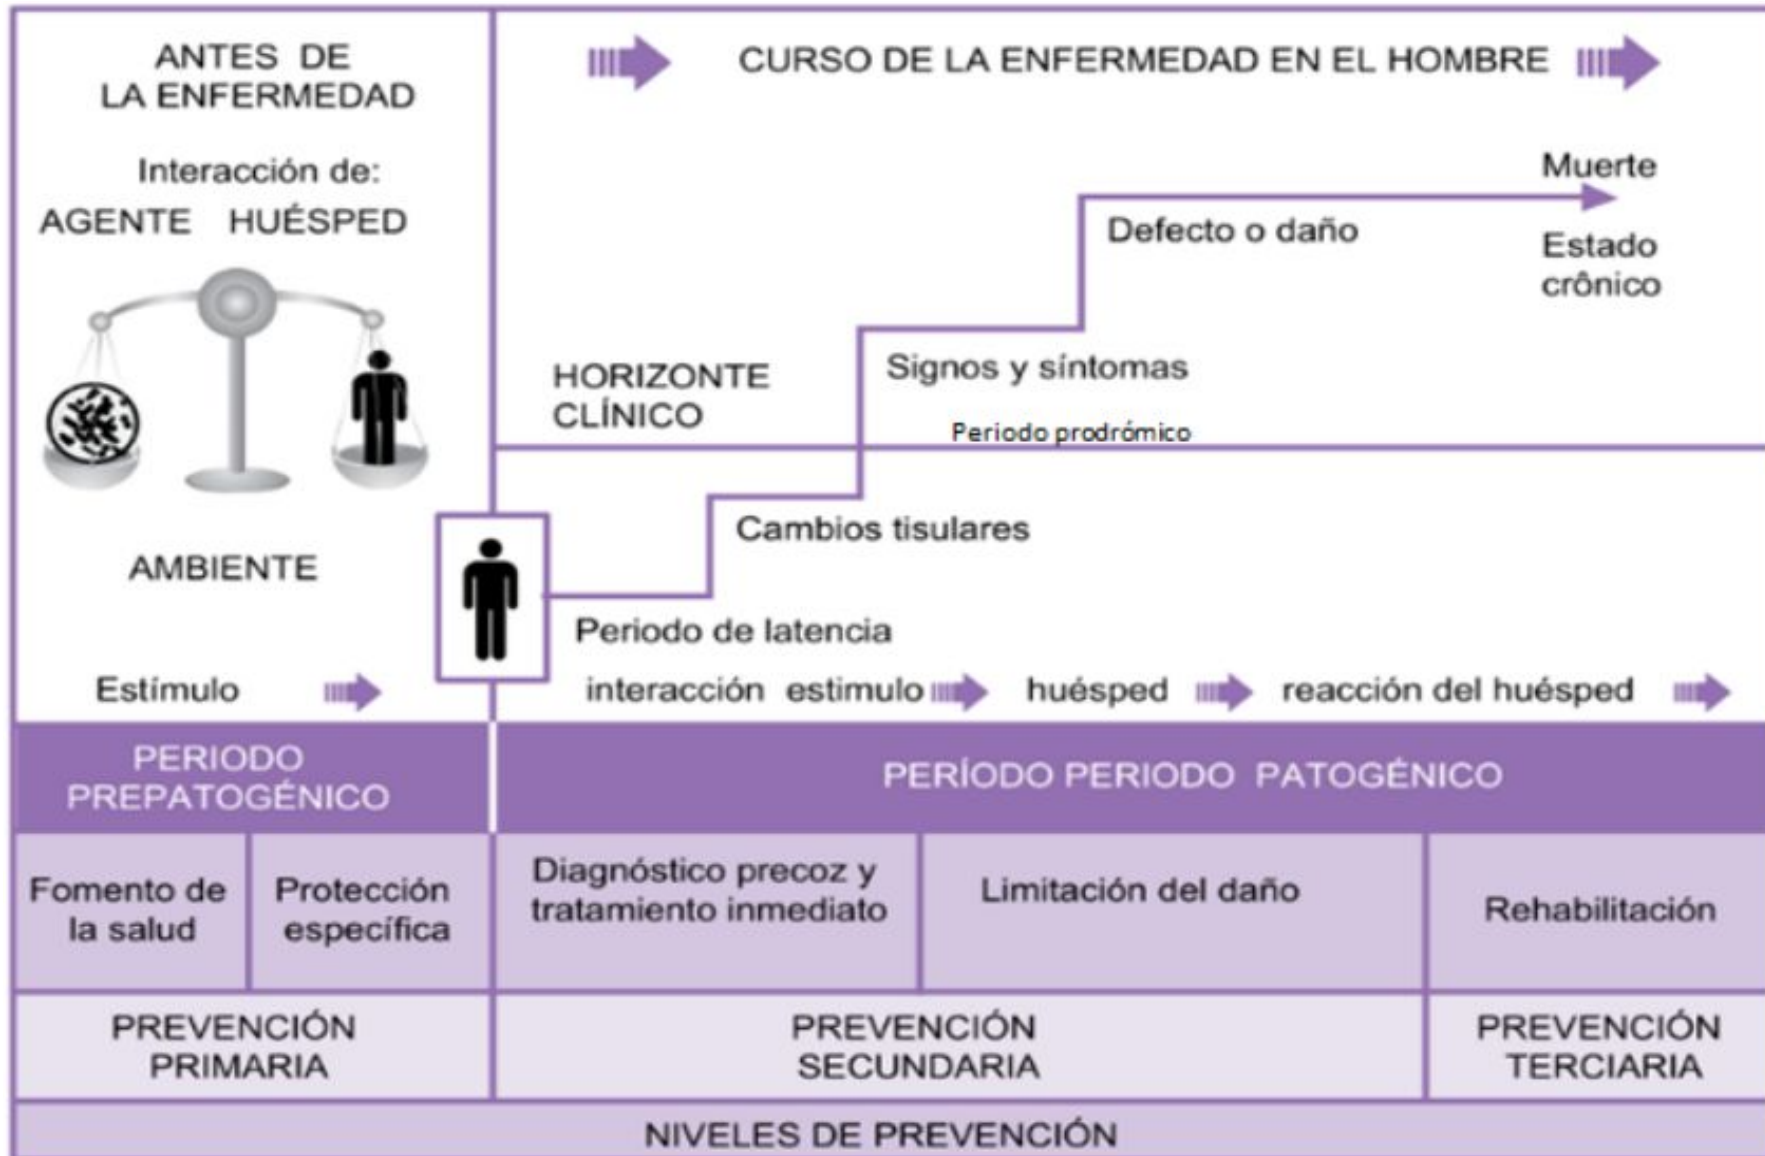 ANTES DE
LA ENFERMEDAD
Interacción de:
AGENTE HUÉSPED
AMBIENTE
Estímulo
CURSO DE LA ENFERMEDAD EN EL HOMBRE
Muerte
Defecto o daño
Estado
crônico
HORIZONTE
CLÍNICO
Signos y síntomas
Periodo prodrómico
Cambios tisulares
Periodo de latencia
interacción estimulo huésped reacción del huésped
PERIODO
PREPATOGÉNICO
PERÍODO PERIODO PATOGÉNICO
Fomento de
la salud
Protección
específica
Diagnóstico precoz y
tratamiento inmediato
Limitación del daño
Rehabilitación
PREVENCIÓN
PRIMARIA
PREVENCIÓN
SECUNDARIA
PREVENCIÓN
TERCIARIA
NIVELES DE PREVENCIÓN